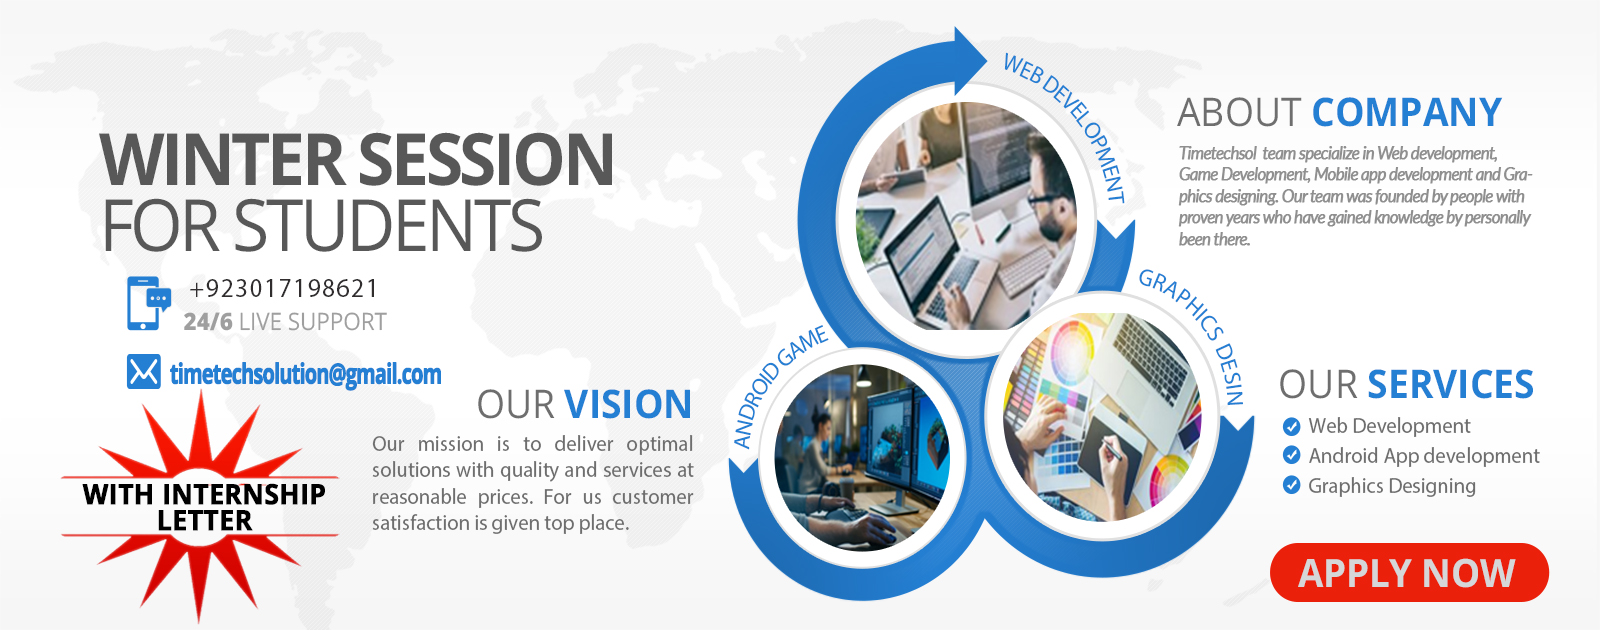 WINTER SESSION
FOR STUDENTS
+923017198621
24/6 LIVE SUPPORT
timetechsolution@gmail.com
WITH INTERNSHIP
LETTER
OUR VISION
Our mission is to deliver optimal
solutions with quality and services at
reasonable prices. For us customer
satisfaction is given top place.
WEB DEVELOPMENT
GRAPHICS DESIN
ANDROID GAME
ABOUT COMPANY
Timetechsol team specialize in Web development,
Game Development, Mobile app development and Gra-
phics designing. Our team was founded by people with
proven years who have gained knowledge by personally
been there.
OUR SERVICES
Web Development
Android App development
Graphics Designing
APPLY NOW